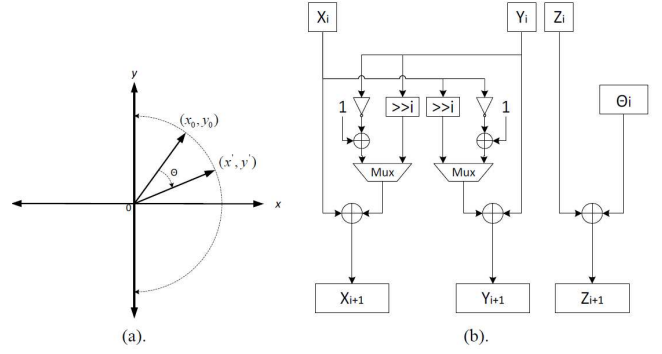 y
(x₀, y₀)
(x', y')
Θ
0
x
(a).
Xi
Yi
Zi
Θi
1
>>i
>>i
1
Mux
Mux
Xi+1
Yi+1
Zi+1
(b).